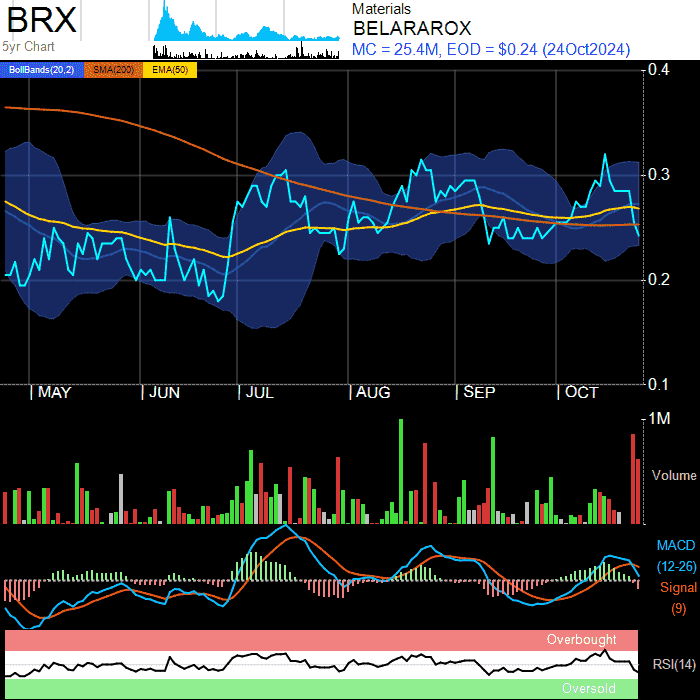 BRX
5yr Chart
Materials
BELARAROX
MC = 25.4M, EOD = $0.24 (24Oct2024)
BollBands(20,2) SMA(200) EMA(50)
0.4
0.3
0.2
0.1
MAY JUN JUL AUG SEP OCT
1M
Volume
MACD
(12-26)
Signal
(9)
Overbought
RSI(14)
Oversold